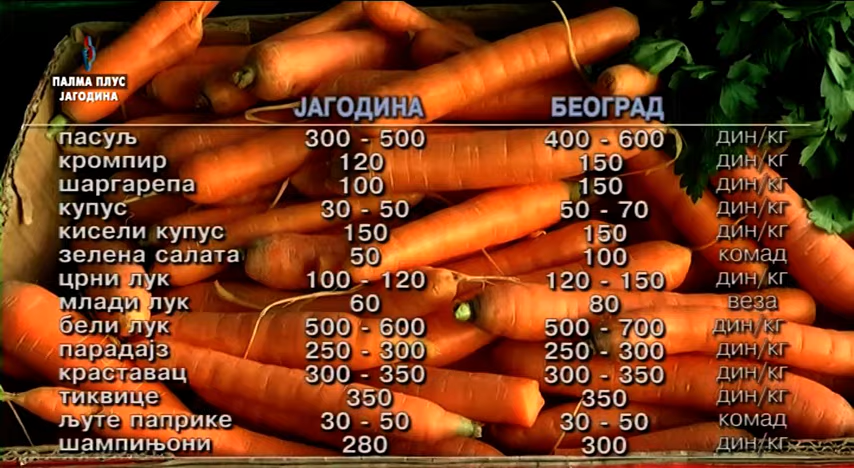 ПАЛМА ПЛУС
ЈАГОДИНА
ЈАГОДИНА БЕОГРАД
пасуљ 300 - 500 400 - 600 дин/кг
кромпир 120 150 дин/кг
шаргарепа 100 150 дин/кг
купус 30 - 50 50 - 70 дин/кг
кисели купус 150 150 дин/кг
зелена салата 50 100 комад
црни лук 100 - 120 120 - 150 дин/кг
млади лук 60 80 веза
бели лук 500 - 600 500 - 700 дин/кг
парадајз 250 - 300 250 - 300 дин/кг
краставац 300 - 350 300 - 350 дин/кг
тиквице 350 350 дин/кг
љуте паприке 30 - 50 30 - 50 комад
шампињони 280 300 дин/кг